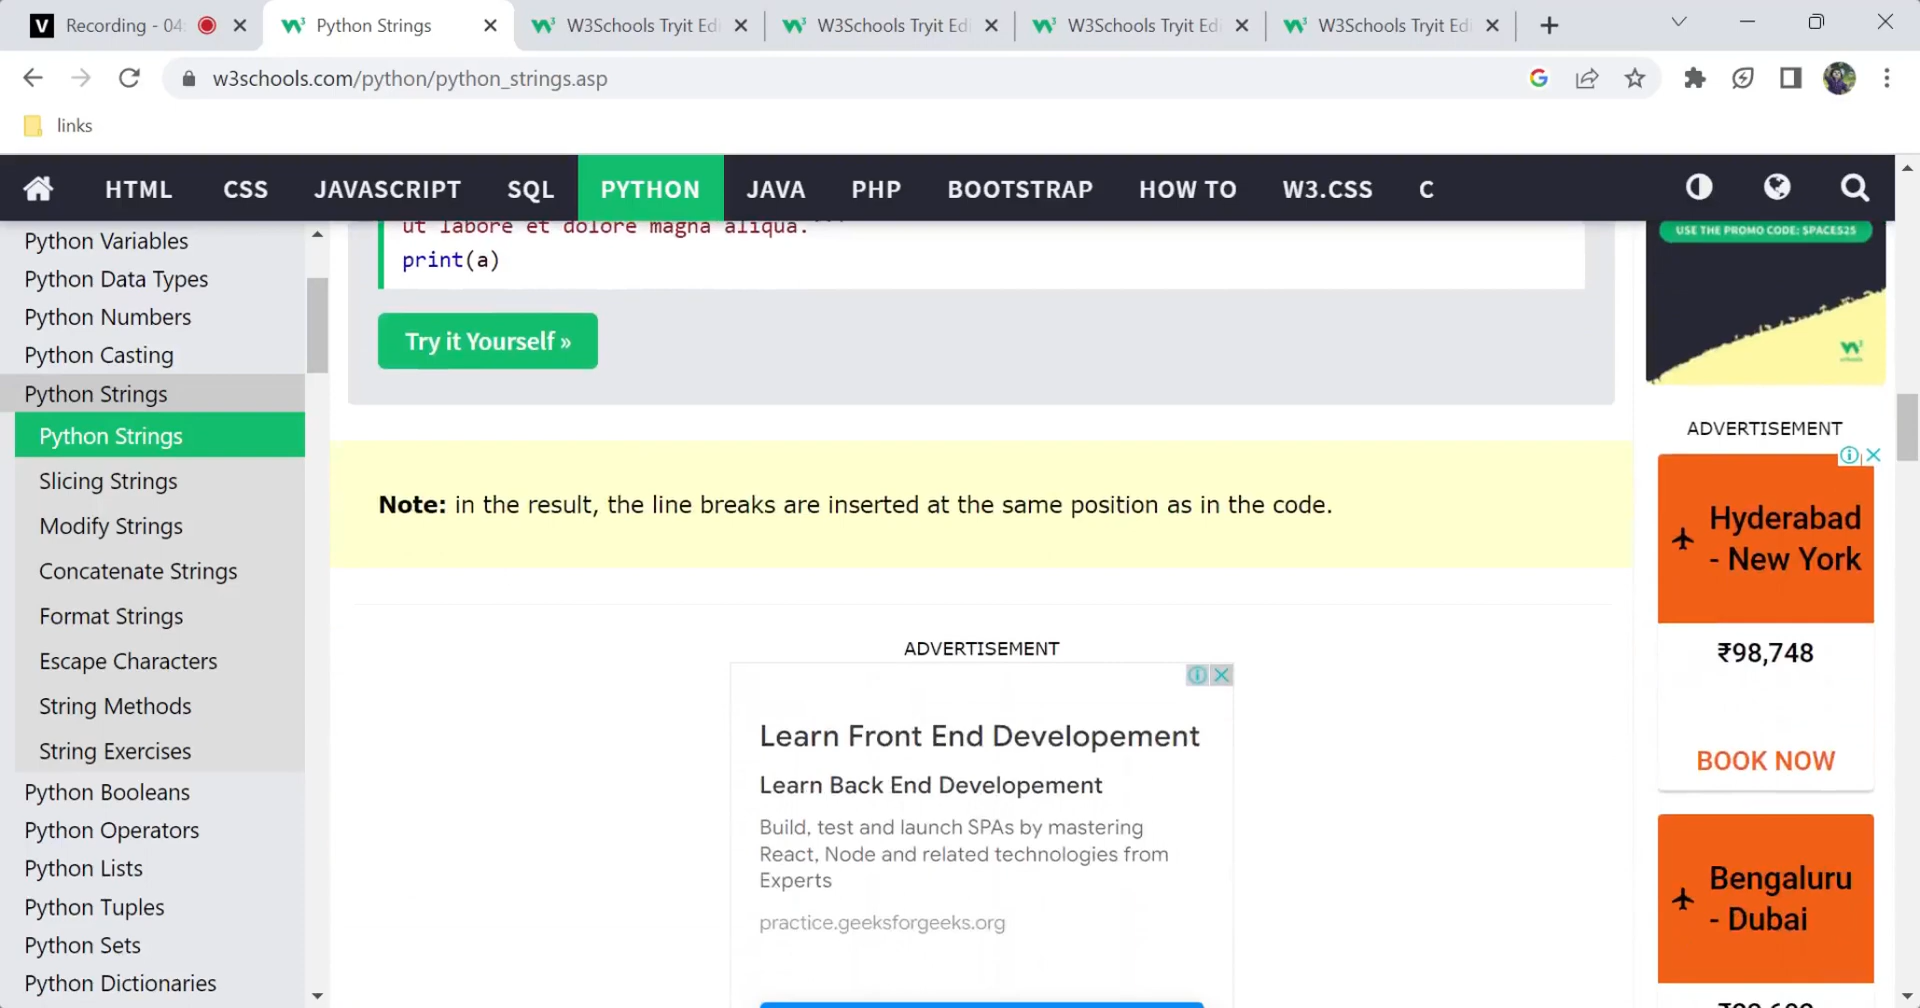 Recording - 04:
Python Strings
W3Schools Tryit Edi
W3Schools Tryit Edi
W3Schools Tryit Edi
W3Schools Tryit Edi
w3schools.com/python/python_strings.asp
links
HTML
CSS
JAVASCRIPT
SQL
PYTHON
JAVA
PHP
BOOTSTRAP
HOW TO
W3.CSS
C
Python Variables
Python Data Types
Python Numbers
Python Casting
Python Strings
Python Strings
Slicing Strings
Modify Strings
Concatenate Strings
Format Strings
Escape Characters
String Methods
String Exercises
Python Booleans
Python Operators
Python Lists
Python Tuples
Python Sets
Python Dictionaries
ut labore et dolore magna aliqua.'''
print(a)
Try it Yourself »
Note: in the result, the line breaks are inserted at the same position as in the code.
ADVERTISEMENT
Learn Front End Developement
Learn Back End Developement
Build, test and launch SPAs by mastering
React, Node and related technologies from
Experts
practice.geeksforgeeks.org
USE THE PROMO CODE: SPACES25
ADVERTISEMENT
Hyderabad
- New York
₹98,748
BOOK NOW
Bengaluru
- Dubai